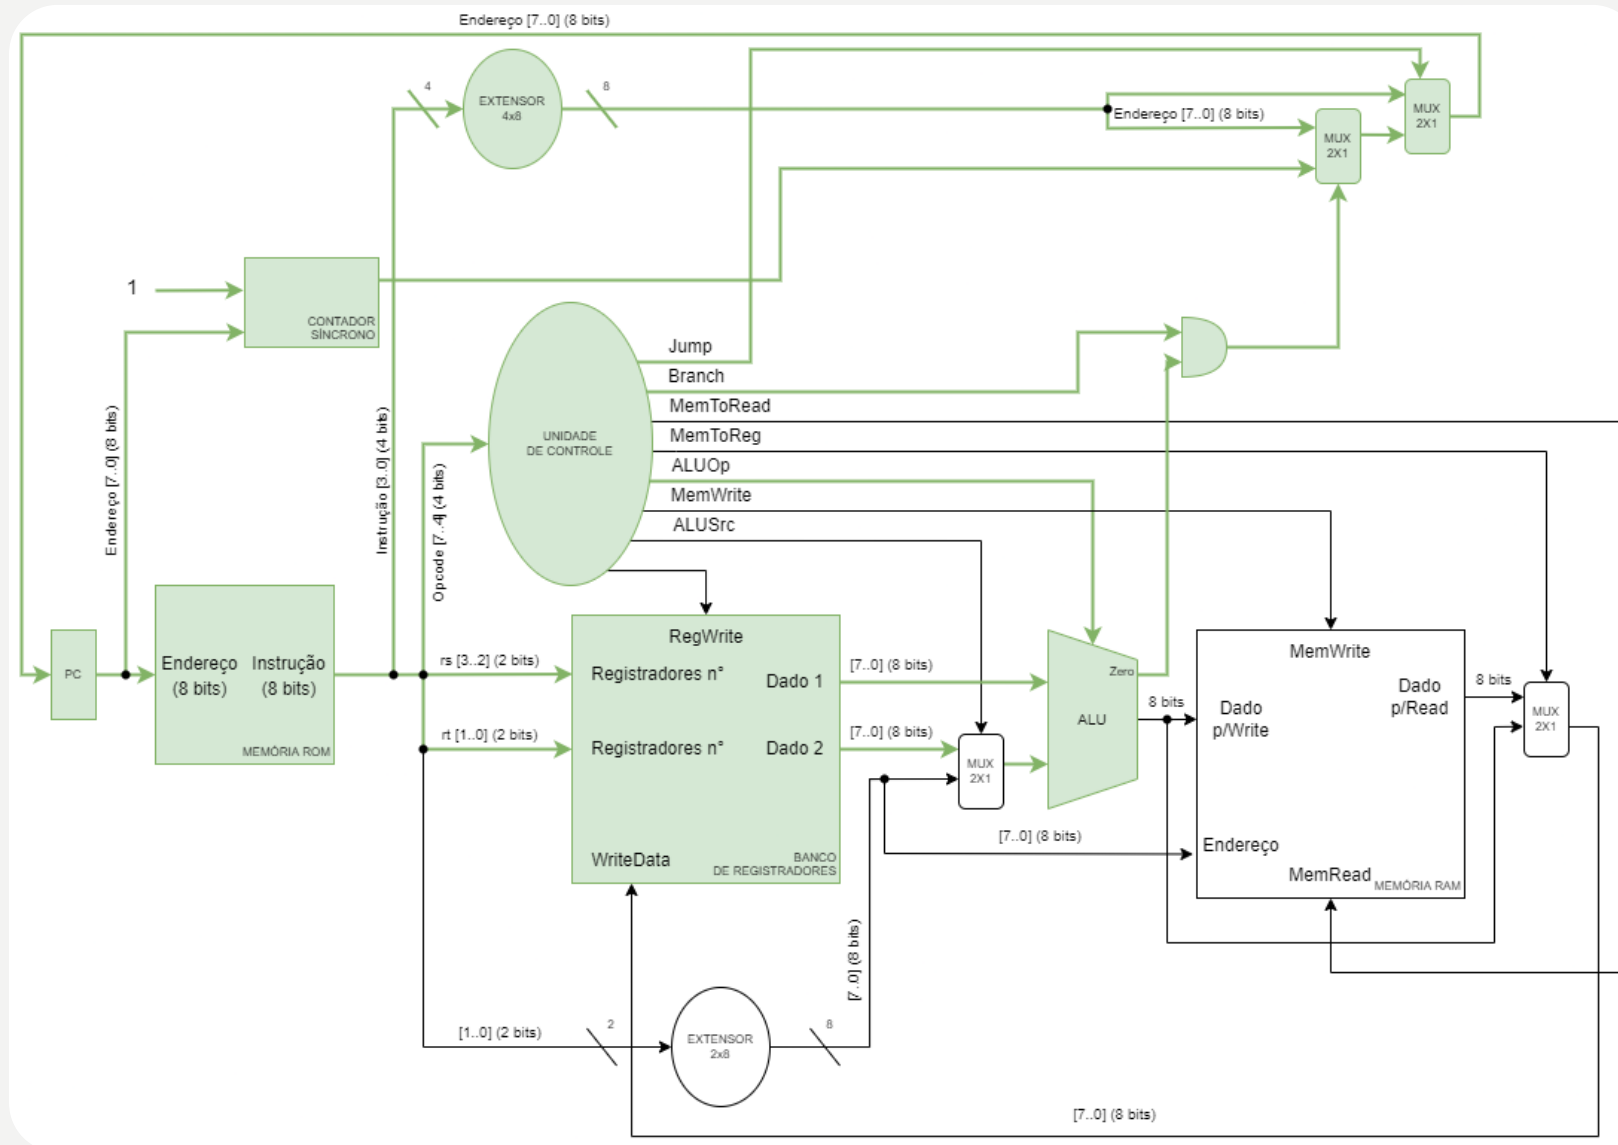 Endereço [7..0] (8 bits)
4
EXTENSOR
4x8
8
Endereço [7..0] (8 bits)
MUX
2X1
MUX
2X1
1
CONTADOR
SÍNCRONO
Endereço [7..0] (8 bits)
Instrução [3..0] (4 bits)
Opcode [7..4] (4 bits)
UNIDADE
DE CONTROLE
Jump
Branch
MemToRead
MemToReg
ALUOp
MemWrite
ALUSrc
PC
Endereço
(8 bits)
Instrução
(8 bits)
MEMÓRIA ROM
rs [3..2] (2 bits)
rt [1..0] (2 bits)
RegWrite
Registradores n°
Registradores n°
Dado 1
Dado 2
WriteData
BANCO
DE REGISTRADORES
[7..0] (8 bits)
[7..0] (8 bits)
MUX
2X1
Zero
ALU
8 bits
MemWrite
Dado
p/Write
Dado
p/Read
Endereço
MemRead
MEMÓRIA RAM
8 bits
MUX
2X1
[7..0] (8 bits)
[7..0] (8 bits)
[1..0] (2 bits)
2
EXTENSOR
2x8
8
[7..0] (8 bits)